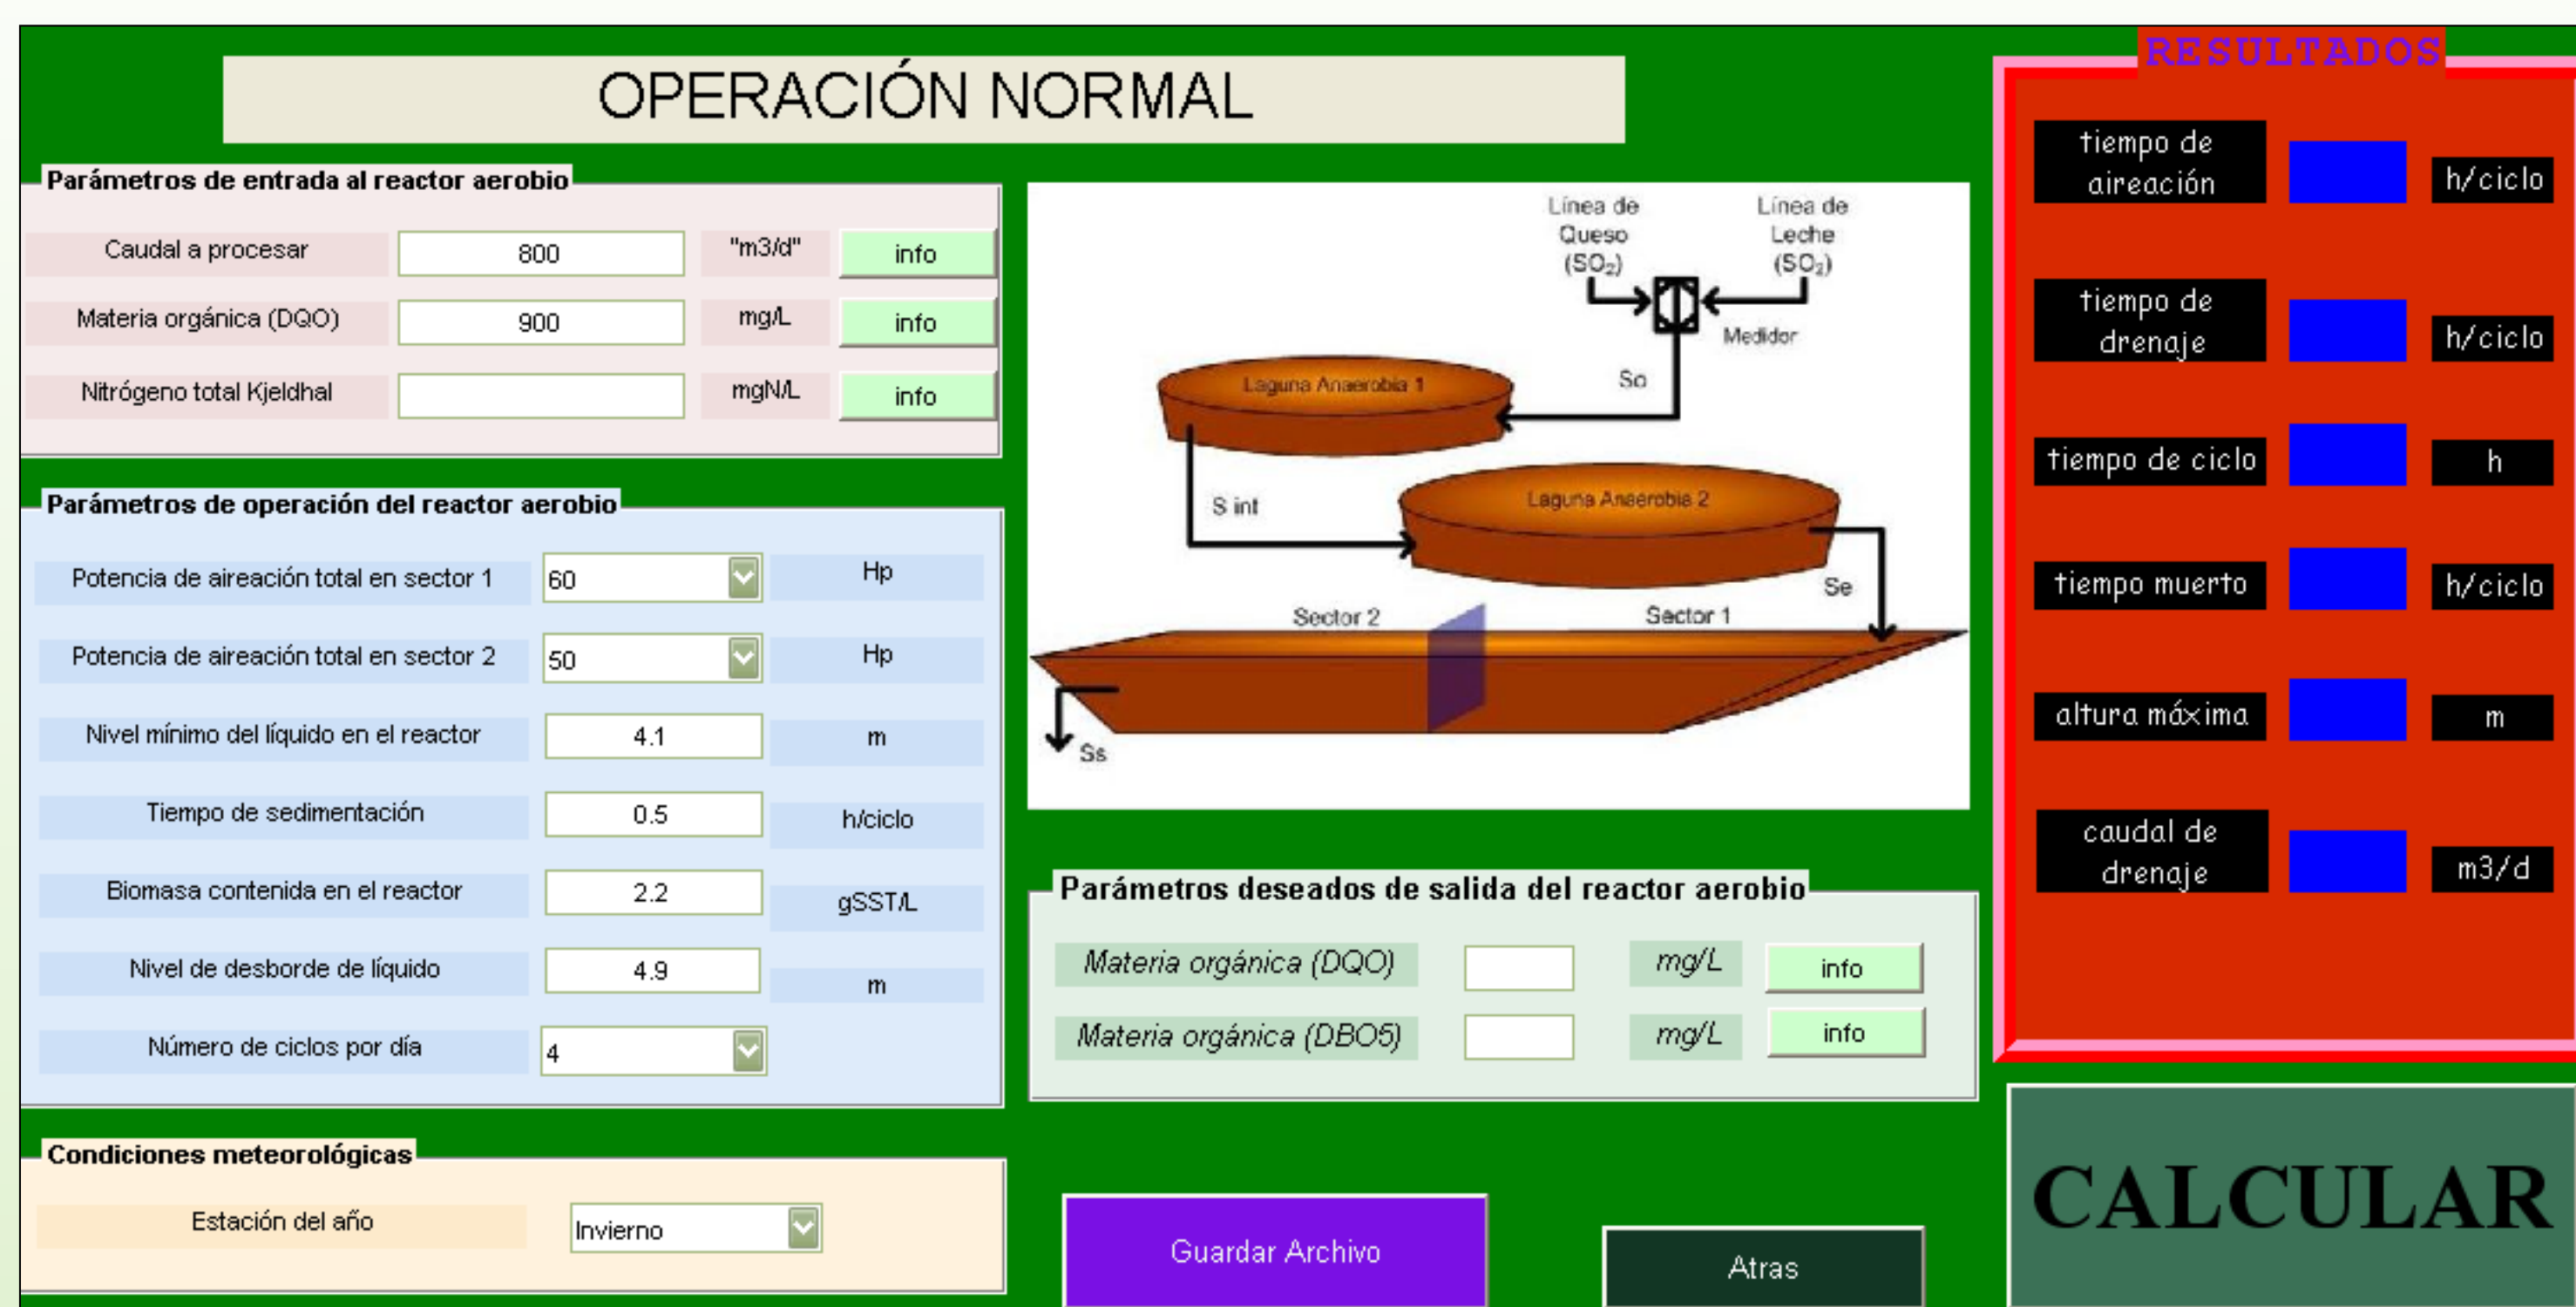 OPERACIÓN NORMAL
Parámetros de entrada al reactor aerobio
Caudal a procesar 800 "m3/d" info
Materia orgánica (DQO) 900 mg/L info
Nitrógeno total Kjeldhal mgN/L info
Parámetros de operación del reactor aerobio
Potencia de aireación total en sector 1 60 Hp
Potencia de aireación total en sector 2 50 Hp
Nivel mínimo del líquido en el reactor 4.1 m
Tiempo de sedimentación 0.5 h/ciclo
Biomasa contenida en el reactor 2.2 gSST/L
Nivel de desborde de líquido 4.9 m
Número de ciclos por día 4
Condiciones meteorológicas
Estación del año Invierno
Línea de
Queso
(SO₂)
Línea de
Leche
(SO₂)
Medidor
So
Laguna Anaerobia 1
S int
Laguna Anaerobia 2
Se
Sector 2
Sector 1
Ss
Parámetros deseados de salida del reactor aerobio
Materia orgánica (DQO) mg/L info
Materia orgánica (DBO5) mg/L info
Guardar Archivo
Atras
RESULTADOS
tiempo de
aireación
h/ciclo
tiempo de
drenaje
h/ciclo
tiempo de ciclo h
tiempo muerto h/ciclo
altura máxima m
caudal de
drenaje
m3/d
CALCULAR